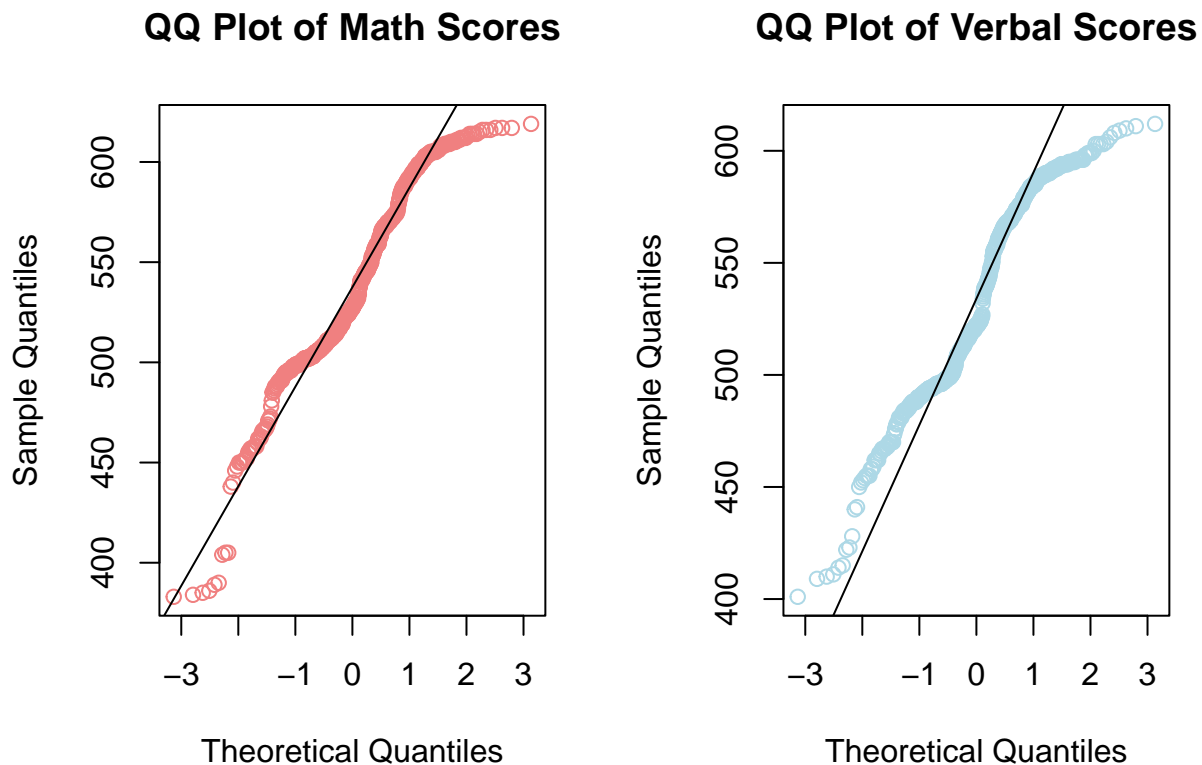 QQ Plot of Math Scores
600
550
500
450
400
Sample Quantiles
−3 −1 0 1 2 3
Theoretical Quantiles
QQ Plot of Verbal Scores
600
550
500
450
400
Sample Quantiles
−3 −1 0 1 2 3
Theoretical Quantiles